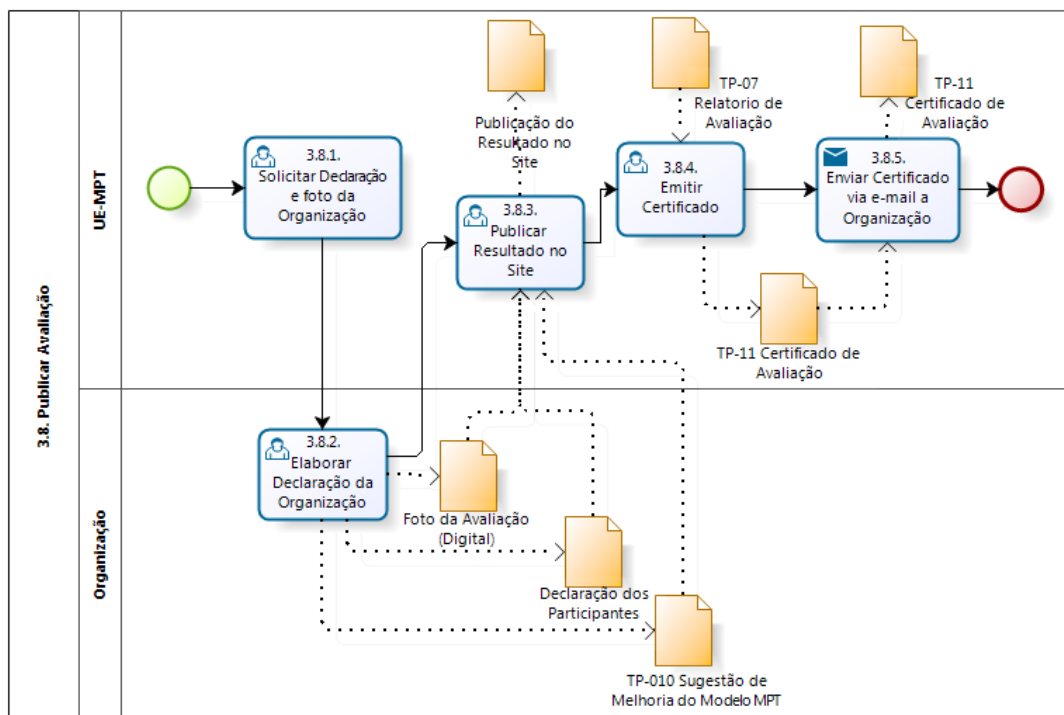 3.8. Publicar Avaliação
UE-MPT
3.8.1.
Solicitar Declaração
e foto da
Organização
Publicação do
Resultado no
Site
3.8.3.
Publicar
Resultado no
Site
TP-07
Relatorio de
Avaliação
3.8.4.
Emitir
Certificado
TP-11
Certificado de
Avaliação
3.8.5.
Enviar Certificado
via e-mail a
Organização
TP-11 Certificado de
Avaliação
Organização
3.8.2.
Elaborar
Declaração da
Organização
Foto da Avaliação
(Digital)
Declaração dos
Participantes
TP-010 Sugestão de
Melhoria do Modelo MPT